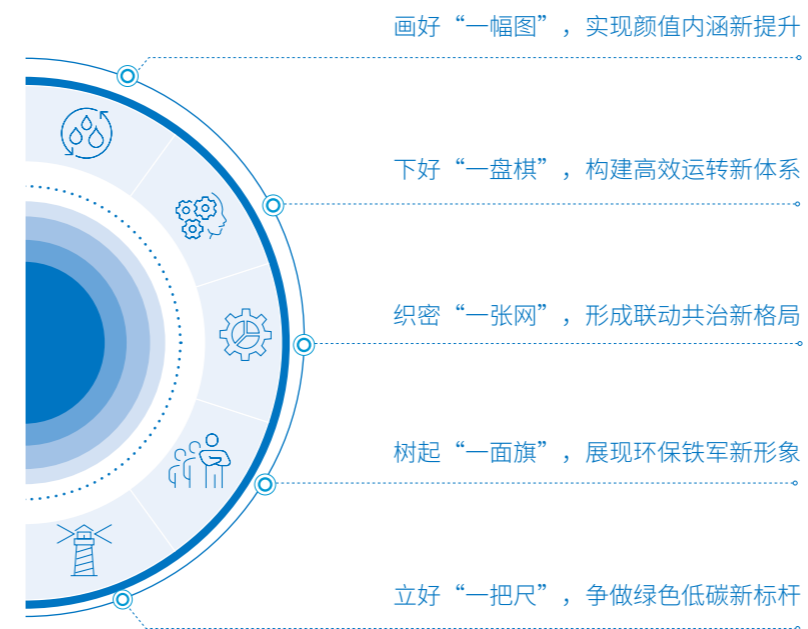 画好“一幅图”，实现颜值内涵新提升
下好“一盘棋”，构建高效运转新体系
织密“一张网”，形成联动共治新格局
树起“一面旗”，展现环保铁军新形象
立好“一把尺”，争做绿色低碳新标杆